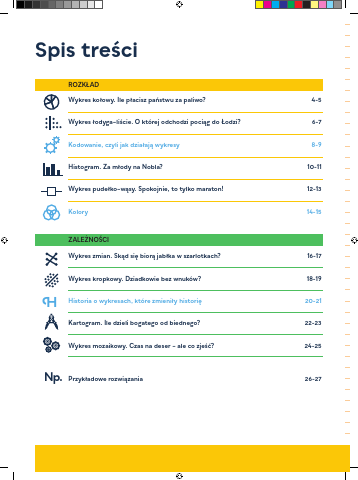 Spis treści
ROZKŁAD
Wykres kołowy. Ile płacisz państwu za paliwo? 4-5
Wykres łodyga-liście. O której odchodzi pociąg do Łodzi? 6-7
Kodowanie, czyli jak działają wykresy 8-9
Histogram. Za młody na Nobla? 10-11
Wykres pudełko-wąsy. Spokojnie, to tylko maraton! 12-13
Kolory 14-15
ZALEŻNOŚCI
Wykres zmian. Skąd się biorą jabłka w szarlotkach? 16-17
Wykres kropkowy. Dziadkowie bez wnuków? 18-19
Historia o wykresach, które zmieniły historię 20-21
Kartogram. Ile dzieli bogatego od biednego? 22-23
Wykres mozaikowy. Czas na deser – ale co zjeść? 24-25
Np. Przykładowe rozwiązania 26-27